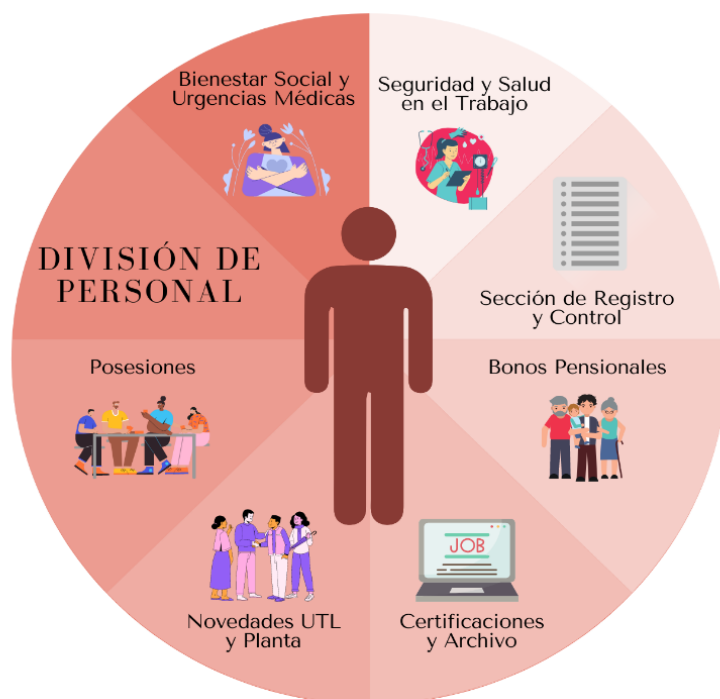 Bienestar Social y
Urgencias Médicas
Seguridad y Salud
en el Trabajo
DIVISIÓN DE
PERSONAL
Sección de Registro
y Control
Posesiones
Bonos Pensionales
JOB
Novedades UTL
y Planta
Certificaciones
y Archivo